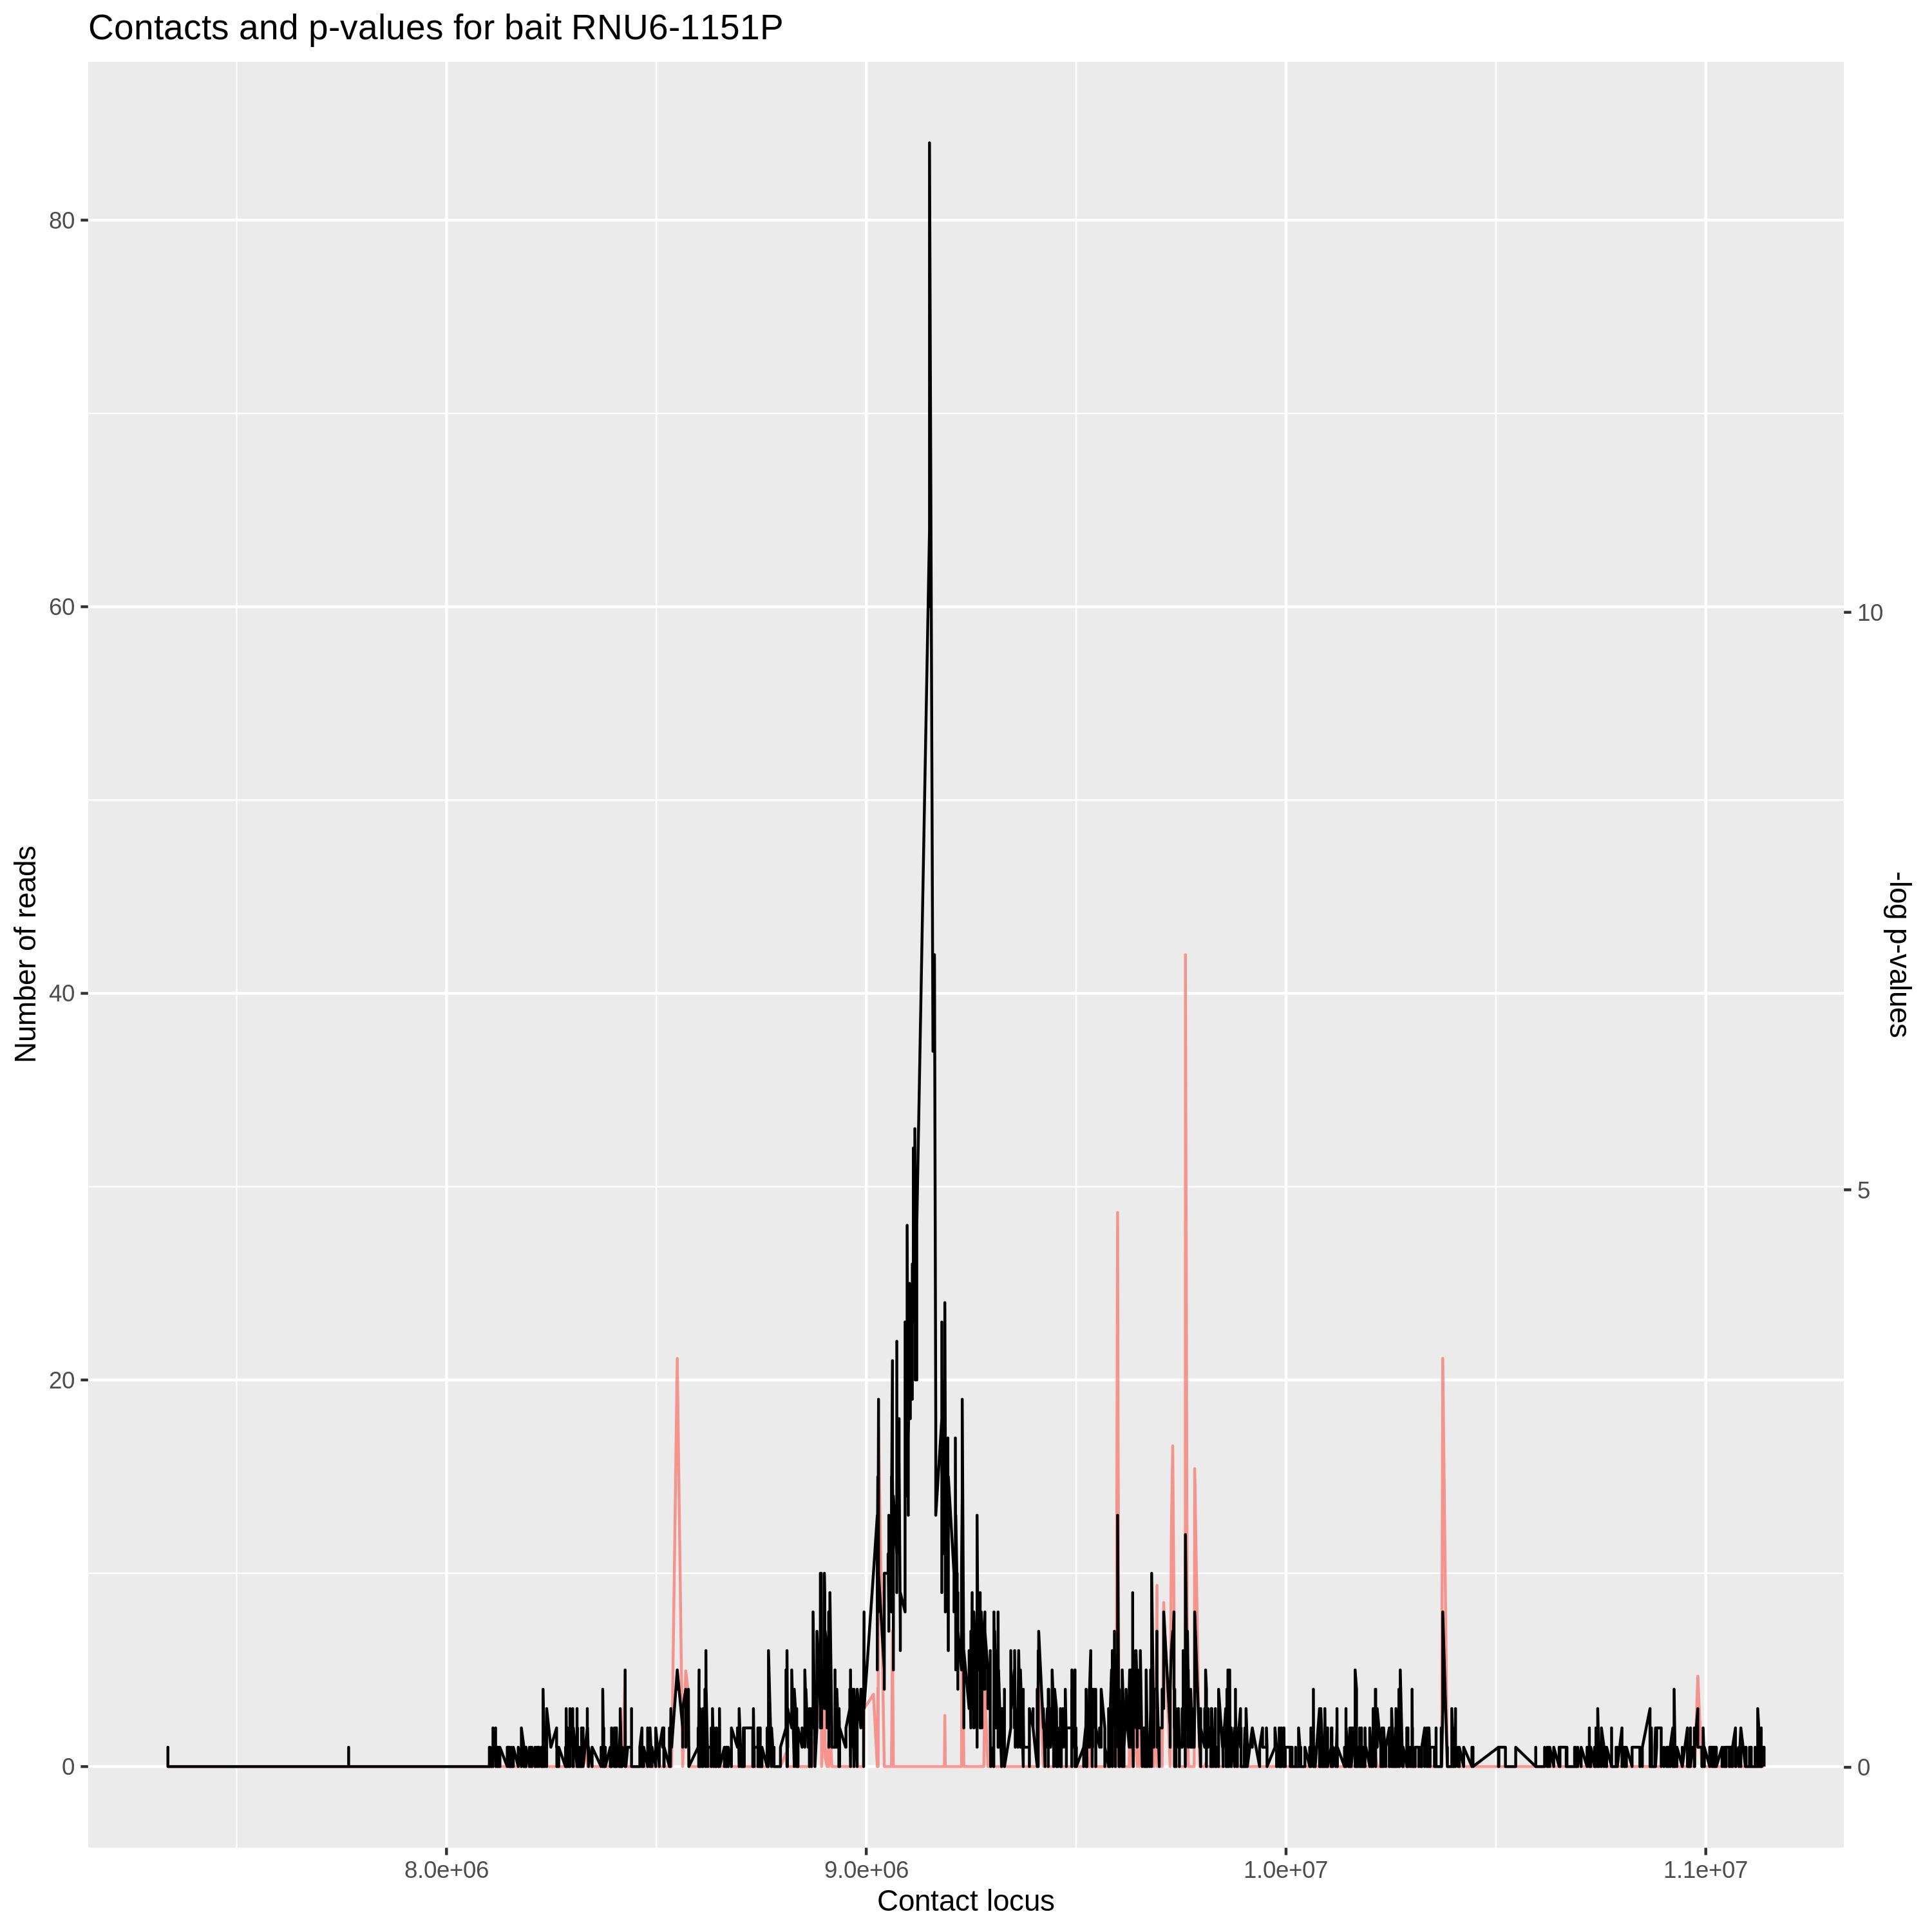 Contacts and p-values for bait RNU6-1151P
80
60
40
20
0
Number of reads
10
5
0
-log p-values
8.0e+06
9.0e+06
1.0e+07
1.1e+07
Contact locus